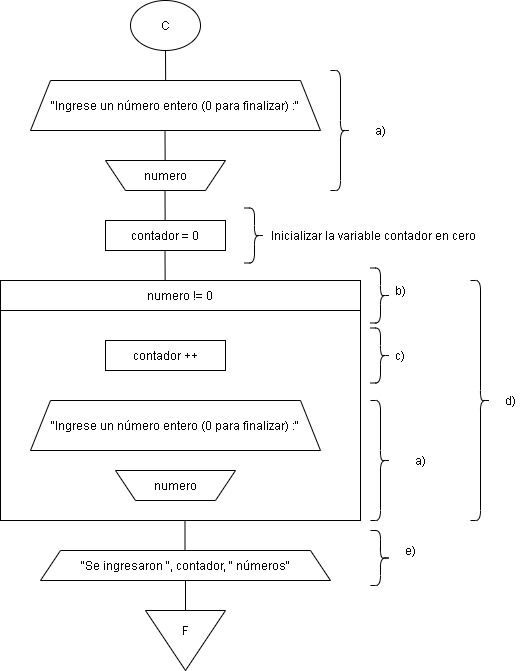 C
"Ingrese un número entero (0 para finalizar) :"
a)
numero
contador = 0
Inicializar la variable contador en cero
numero != 0
b)
contador ++
c)
d)
"Ingrese un número entero (0 para finalizar) :"
a)
numero
"Se ingresaron ", contador, " números"
e)
F